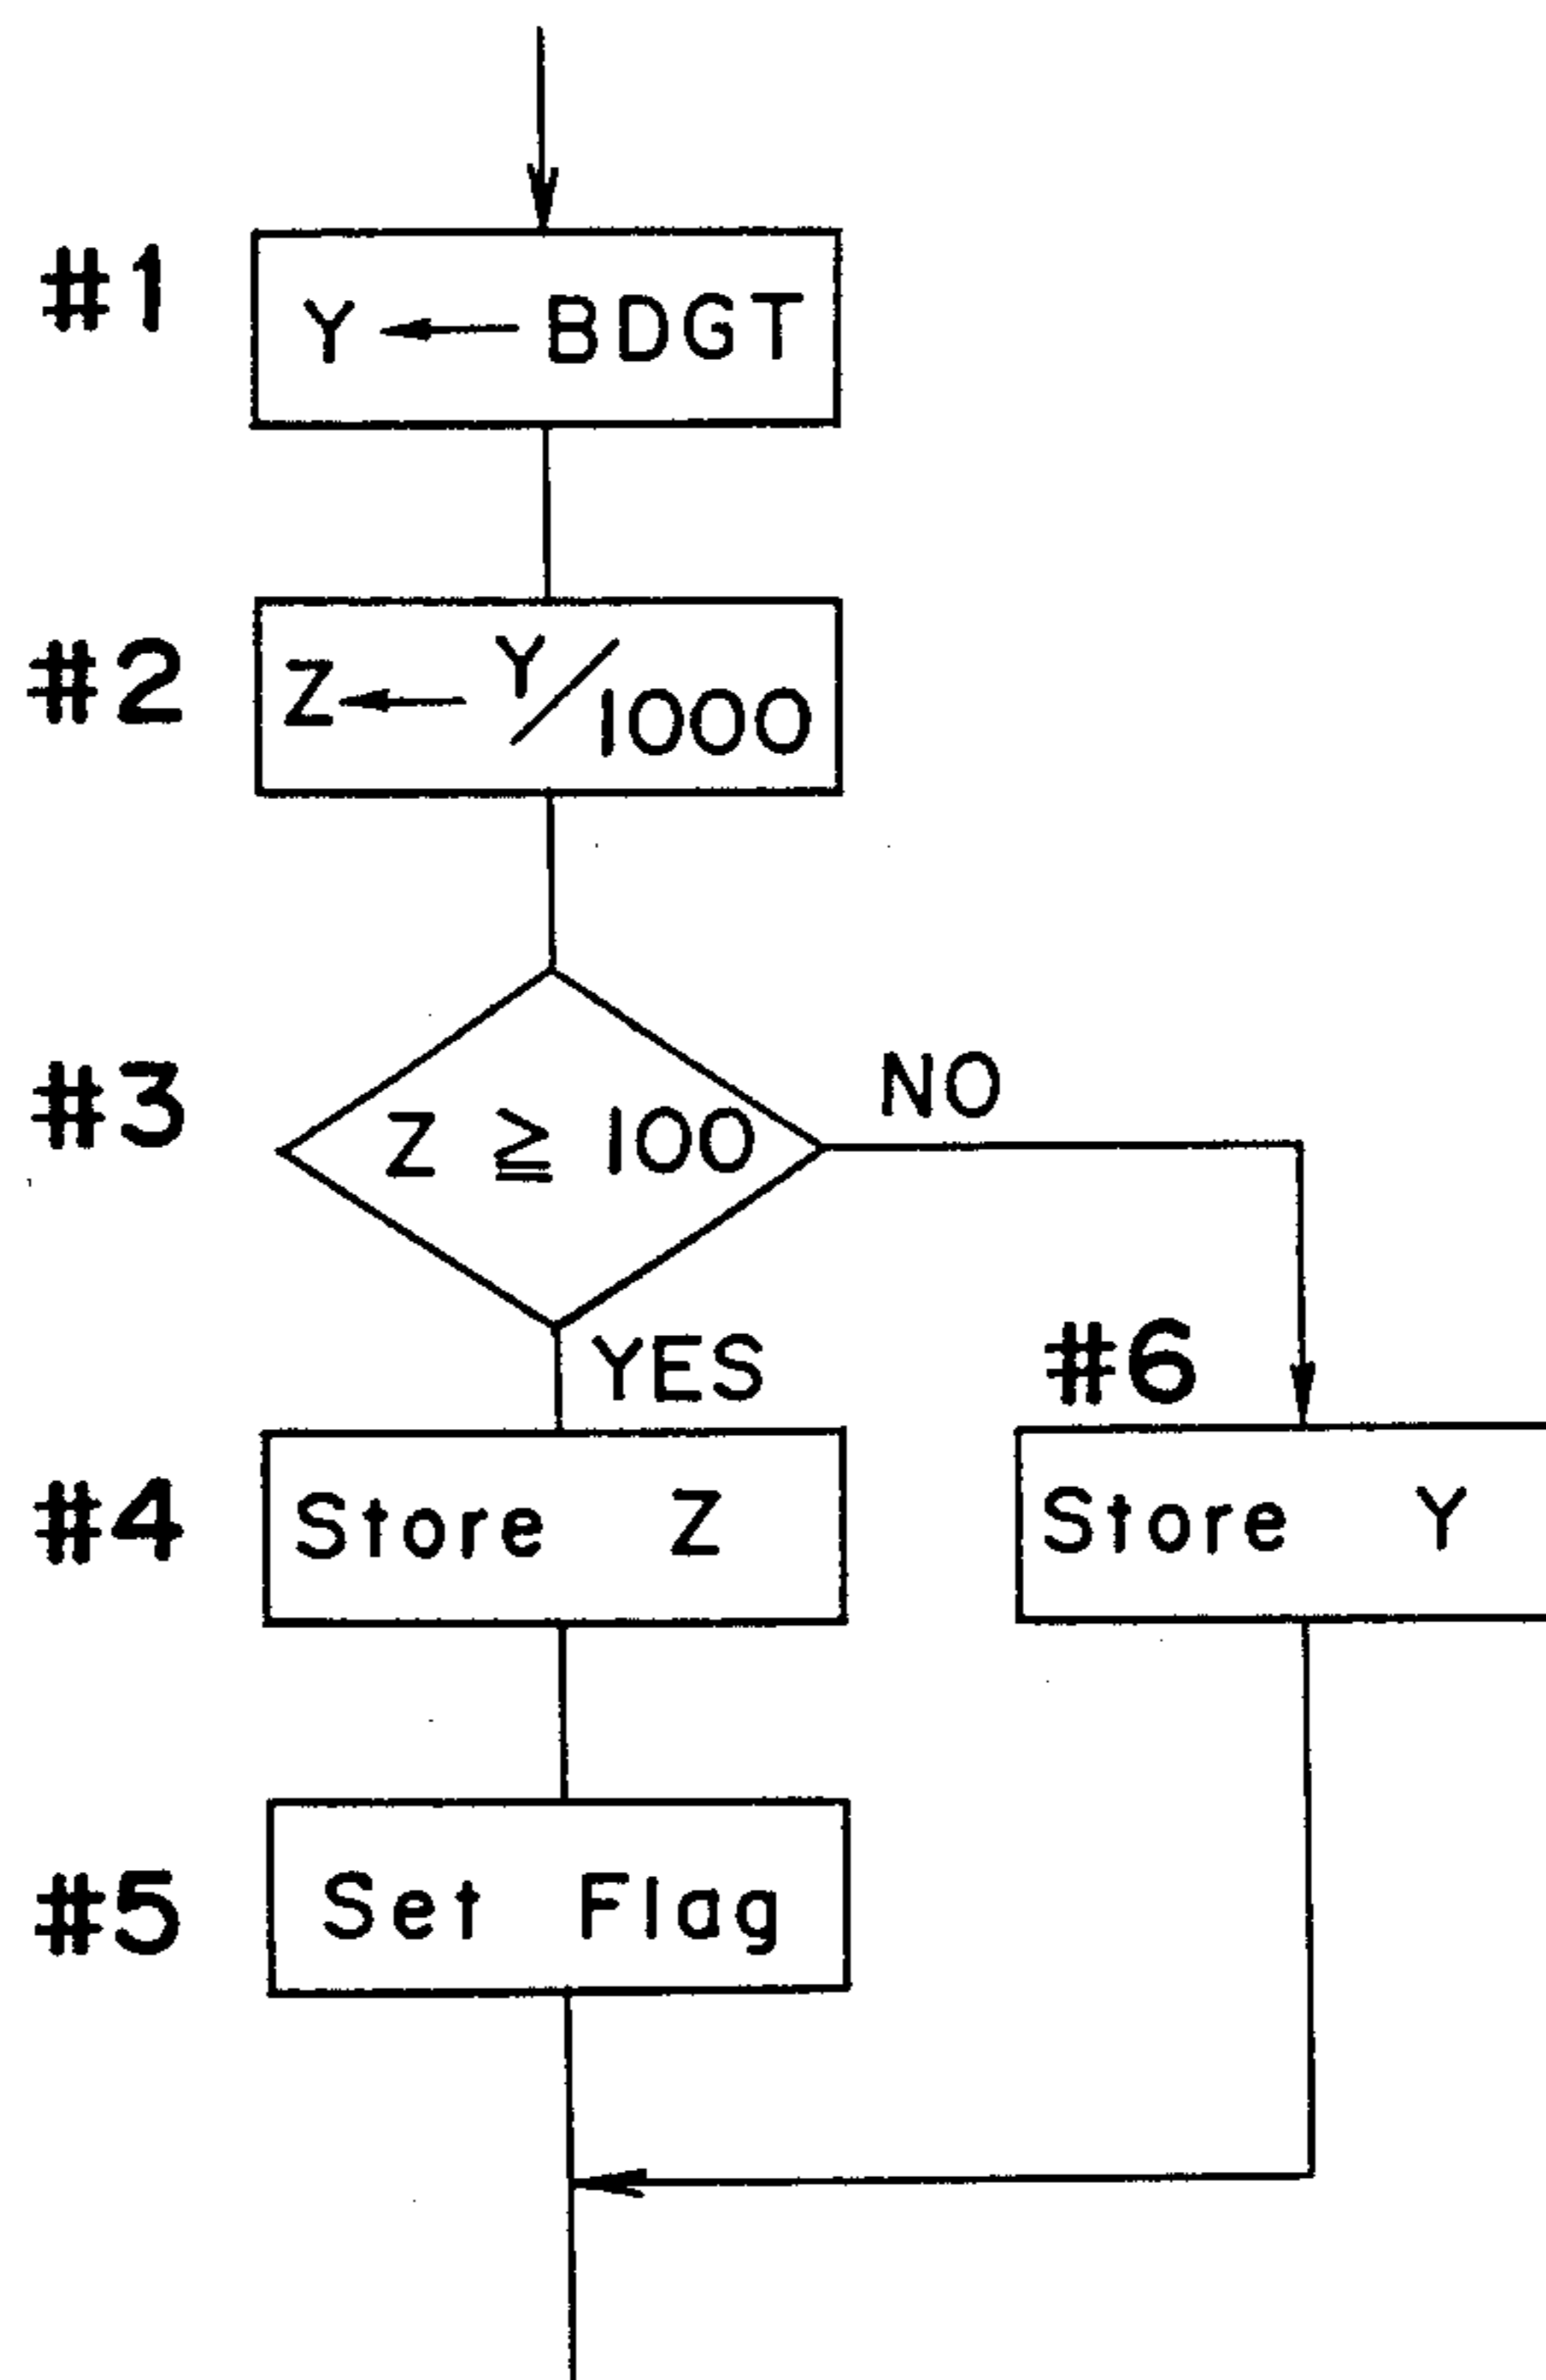 #1
Y ← BDGT
#2
Z ← Y/1000
#3
Z ≧ 100
NO
YES
#6
#4
Store Z
Store Y
#5
Set Flag